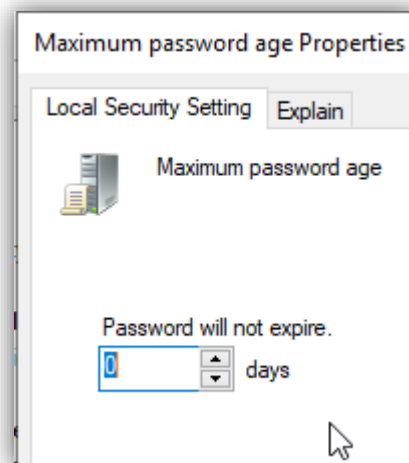 Maximum password age Properties
Local Security Setting
Explain
Maximum password age
Password will not expire.
0 days